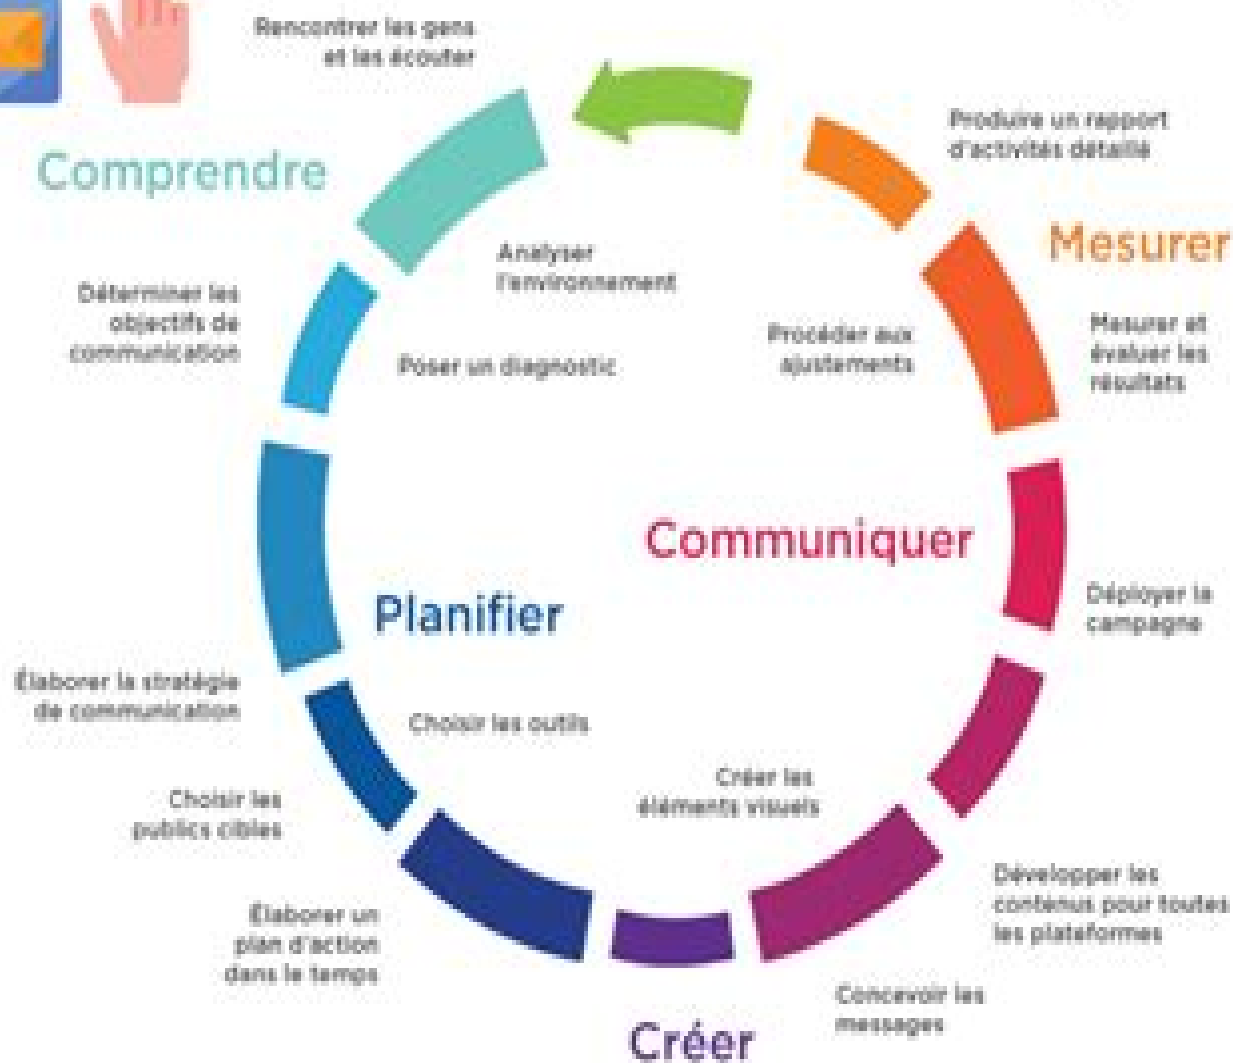 Rencontrer les gens
et les écouter
Comprendre
Analyser
l'environnement
Déterminer les
objectifs de
communication
Poser un diagnostic
Planifier
Élaborer la stratégie
de communication
Choisir les outils
Choisir les
publics cibles
Élaborer un
plan d'action
dans le temps
Créer
Concevoir les
messages
Créer les
éléments visuels
Développer les
contenus pour toutes
les plateformes
Communiquer
Déployer la
campagne
Mesurer
Mesurer et
évaluer les
résultats
Procéder aux
ajustements
Produire un rapport
d'activités détaillé